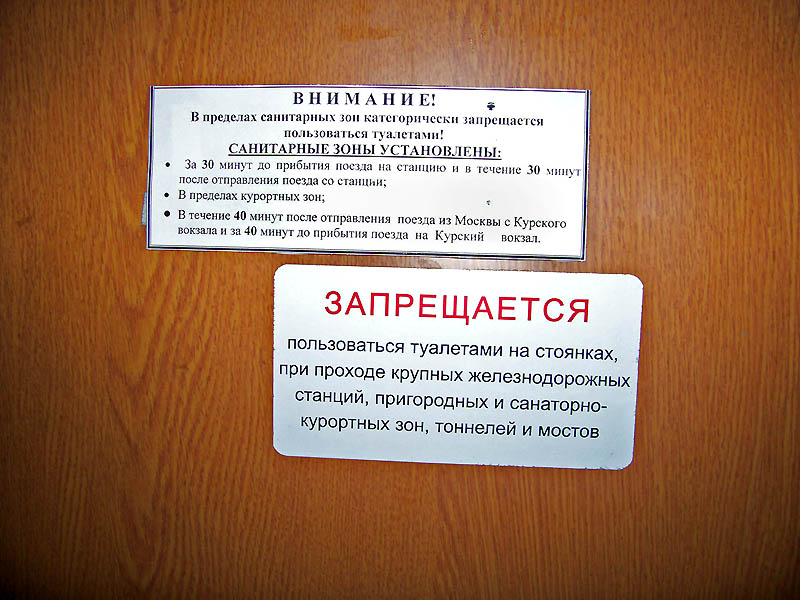 ВНИМАНИЕ!
В пределах санитарных зон категорически запрещается
пользоваться туалетами!
САНИТАРНЫЕ ЗОНЫ УСТАНОВЛЕНЫ:
• За 30 минут до прибытия поезда на станцию и в течение 30 минут
после отправления поезда со станции;
• В пределах курортных зон;
• В течение 40 минут после отправления поезда из Москвы с Курского
вокзала и за 40 минут до прибытия поезда на Курский вокзал.
ЗАПРЕЩАЕТСЯ
пользоваться туалетами на стоянках,
при проходе крупных железнодорожных
станций, пригородных и санаторно-
курортных зон, тоннелей и мостов